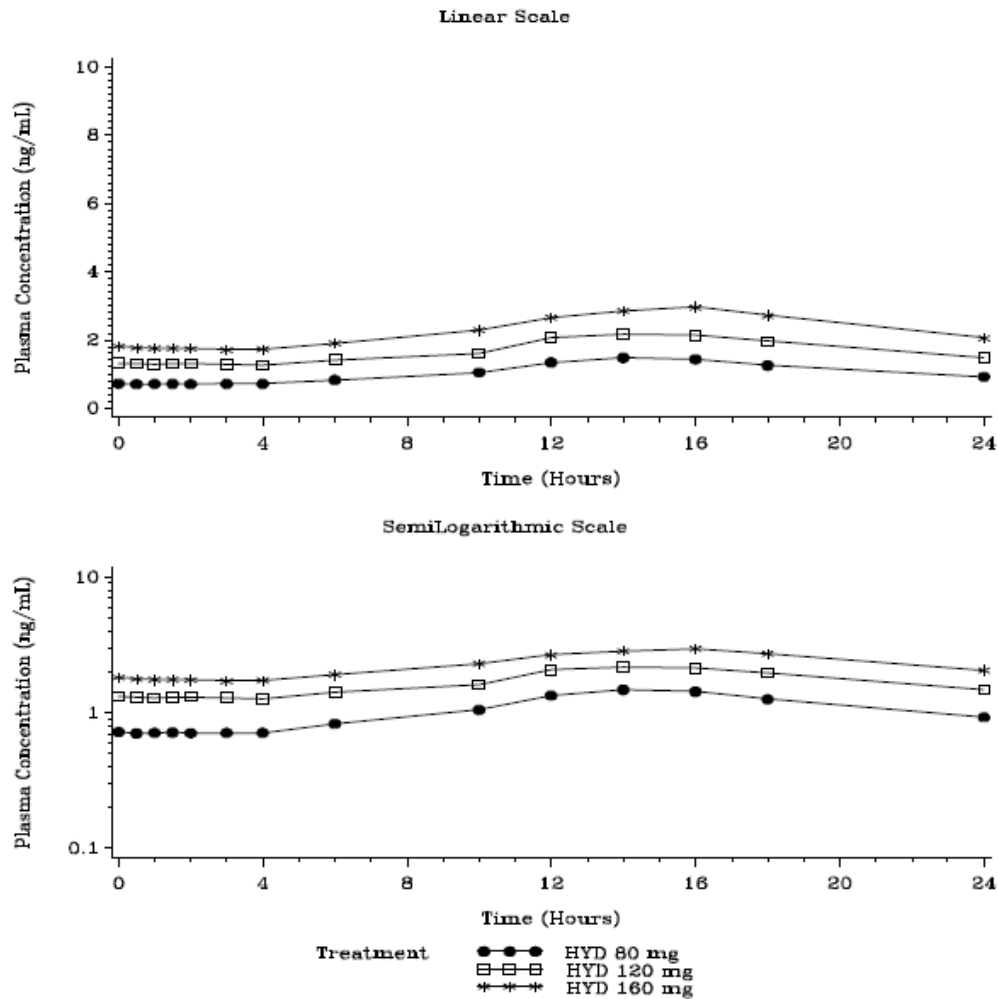 Linear Scale
Plasma Concentration (ng/mL)
10
8
6
4
2
0
0 4 8 12 16 20 24
Time (Hours)
SemiLogarithmic Scale
Plasma Concentration (ng/mL)
10
1
0.1
0 4 8 12 16 20 24
Time (Hours)
Treatment HYD 80 mg
HYD 120 mg
HYD 160 mg